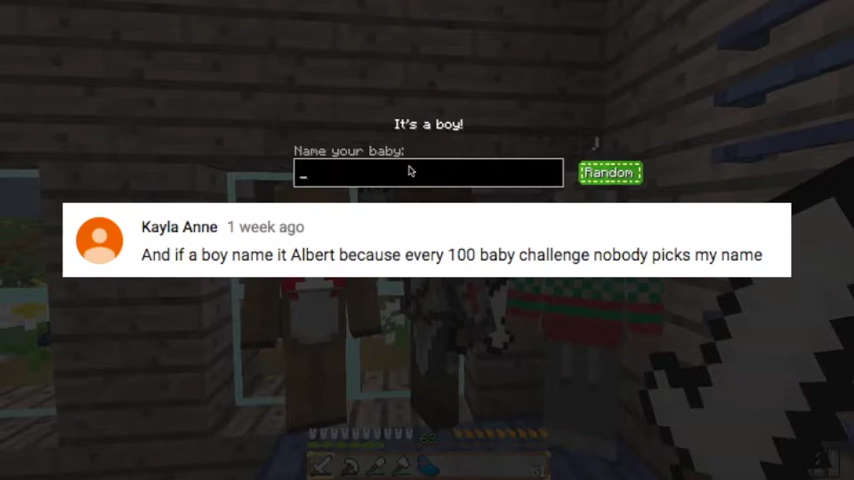 It's a boy!
Name your baby:
Random
Kayla Anne 1 week ago
And if a boy name it Albert because every 100 baby challenge nobody picks my name